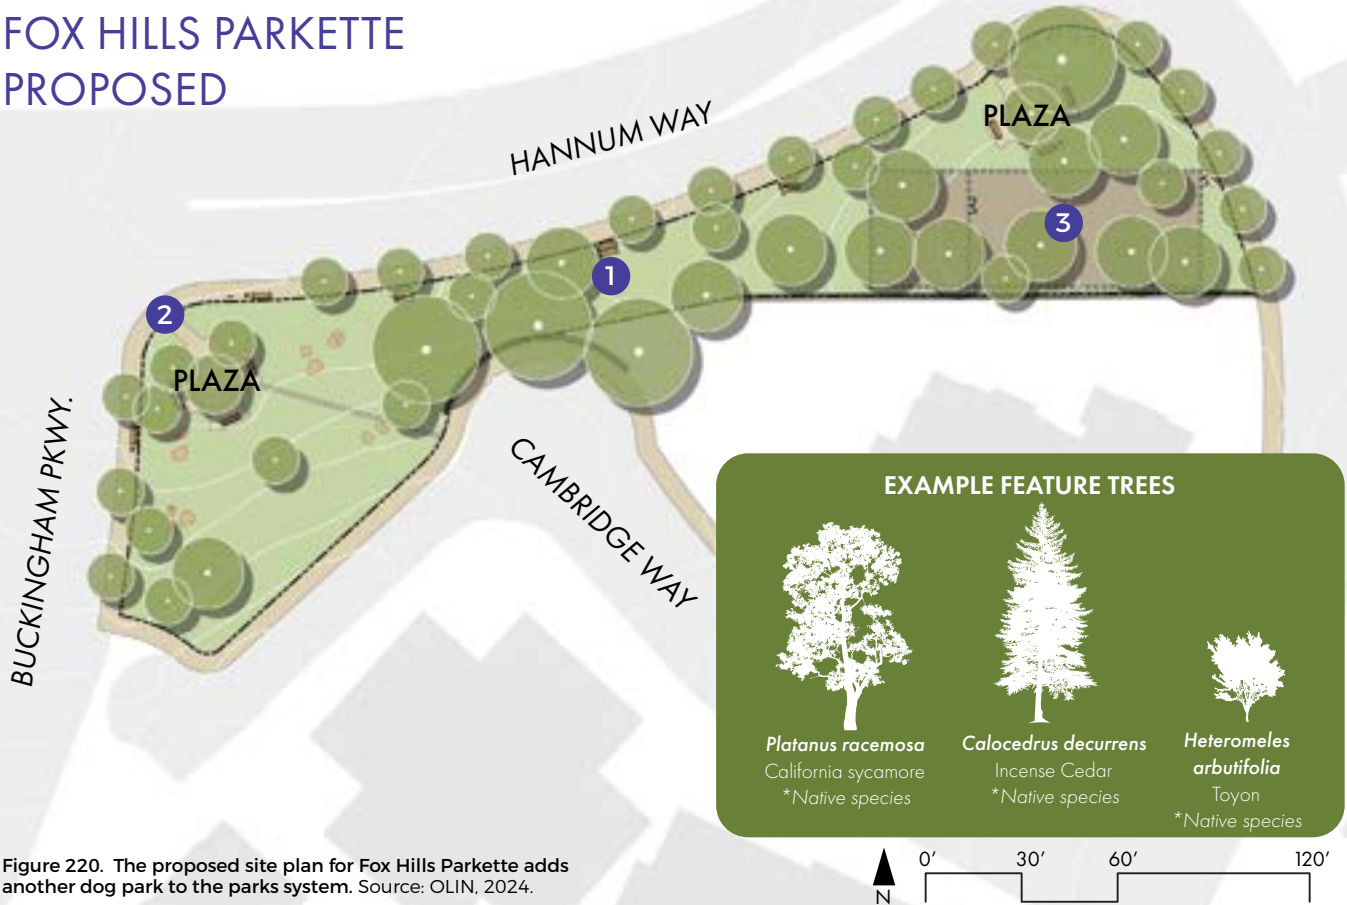 FOX HILLS PARKETTE
PROPOSED
HANNUM WAY
PLAZA
3
1
2
PLAZA
BUCKINGHAM PKWY.
CAMBRIDGE WAY
EXAMPLE FEATURE TREES
Platanus racemosa
California sycamore
*Native species
Calocedrus decurrens
Incense Cedar
*Native species
Heteromeles
arbutifolia
Toyon
*Native species
Figure 220. The proposed site plan for Fox Hills Parkette adds
another dog park to the parks system. Source: OLIN, 2024.
N
0' 30' 60' 120'